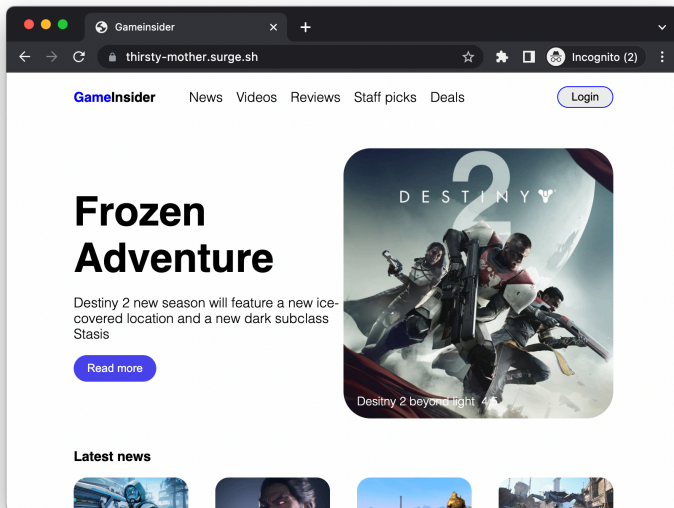 Gameinsider
thirsty-mother.surge.sh
Incognito (2)
GameInsider
News Videos Reviews Staff picks Deals
Login
2
DESTINY
Frozen
Adventure
Destiny 2 new season will feature a new ice-
covered location and a new dark subclass
Stasis
Read more
Desitny 2 beyond light 4.5
Latest news